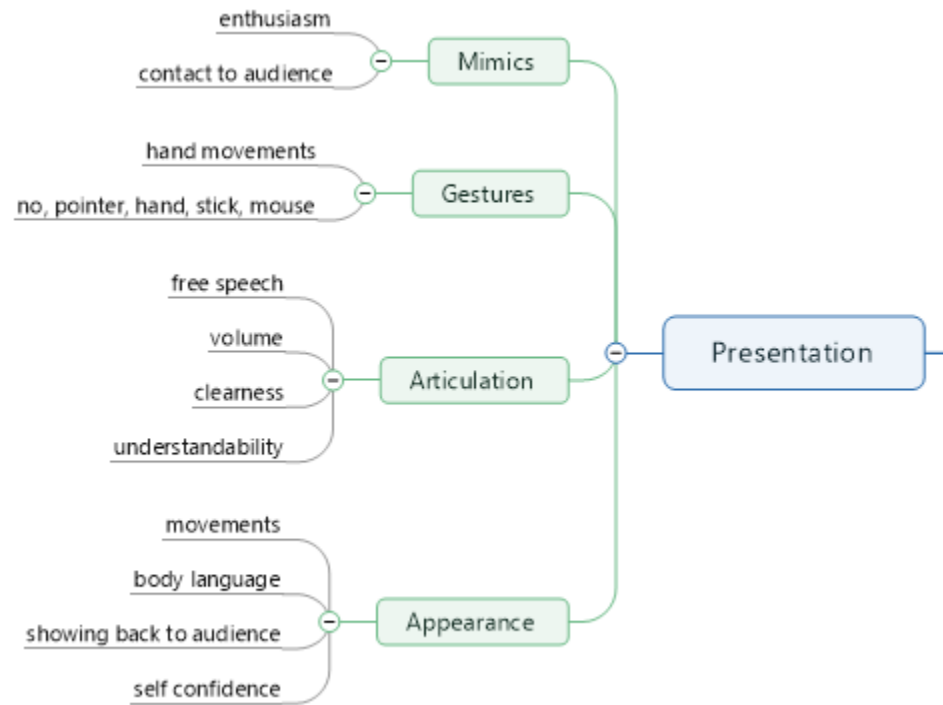 enthusiasm
contact to audience
Mimics
hand movements
no, pointer, hand, stick, mouse
Gestures
free speech
volume
clearness
understandability
Articulation
Presentation
movements
body language
showing back to audience
self confidence
Appearance